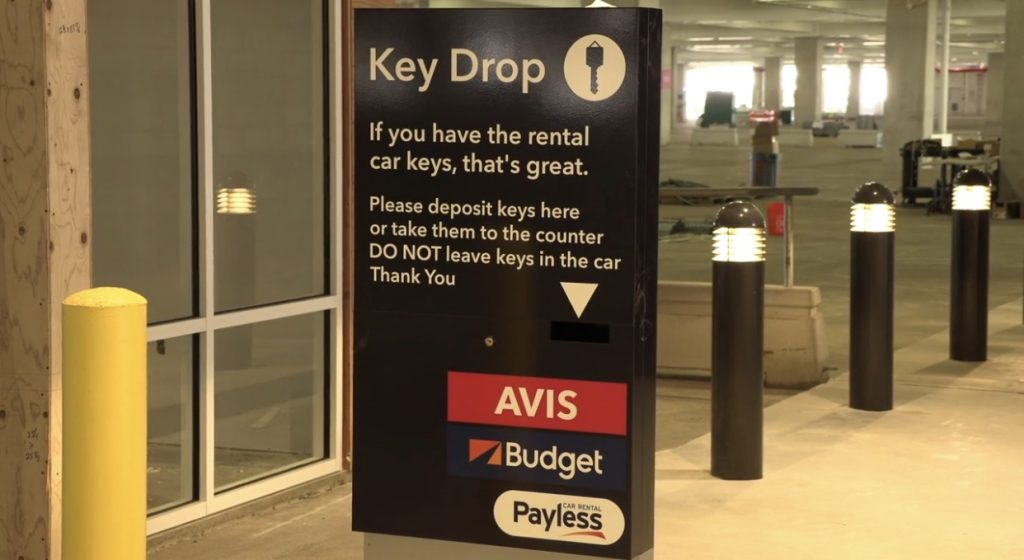 Key Drop
If you have the rental
car keys, that's great.
Please deposit keys here
or take them to the counter
DO NOT leave keys in the car
Thank You
AVIS
Budget
CAR RENTAL
Payless